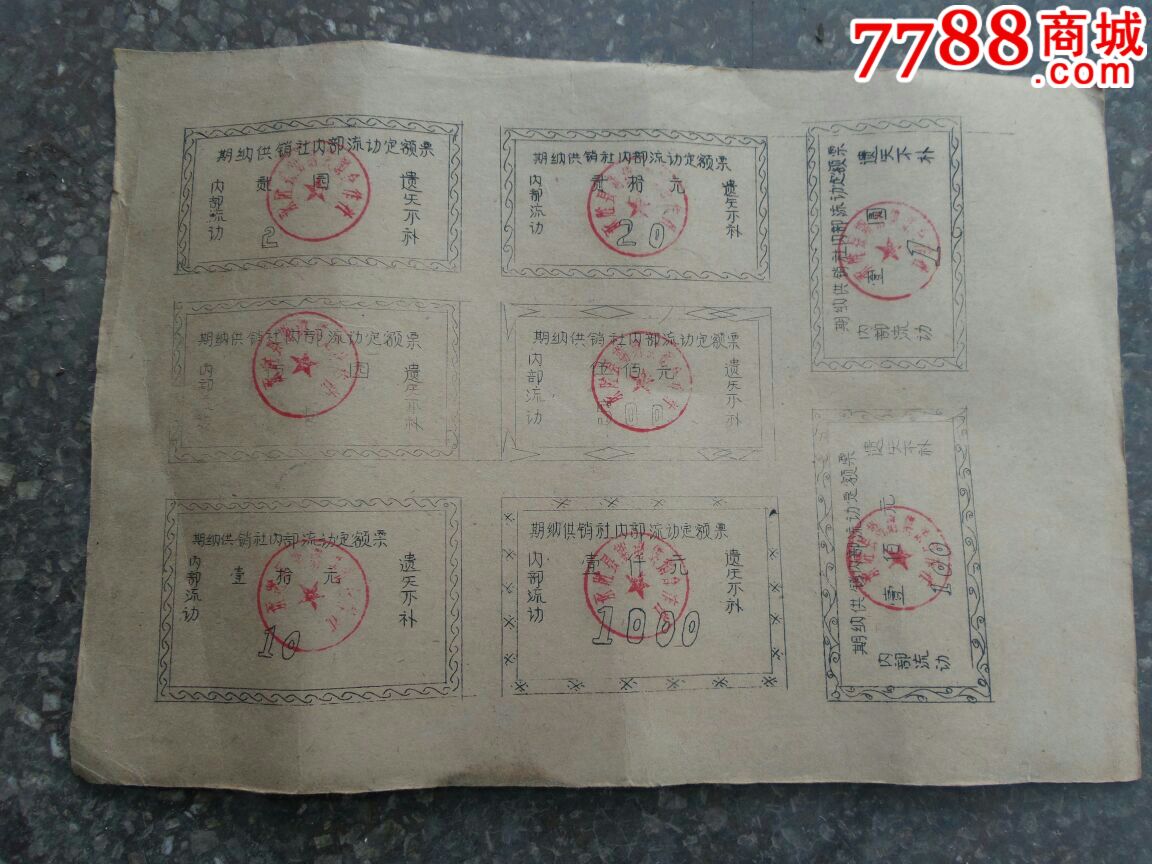 7788商城
.com
期纳供销社内部流动定额票
贰 圆
内部流动
遗失不补
2
期纳供销社内部流动定额票
贰拾元
内部流动
遗失不补
20
期纳供销社内部流动定额票
壹圆
内部流动
遗失不补
1
期纳供销社内部流动定额票
圆
内部
遗失不补
期纳供销社内部流动定额票
伍佰元
内部流动
遗失不补
500
期纳供销社内部流动定额票
壹佰元
内部流动
遗失不补
100
期纳供销社内部流动定额票
壹拾元
内部流动
遗失不补
10
期纳供销社内部流动定额票
壹仟元
内部流动
遗失不补
1000